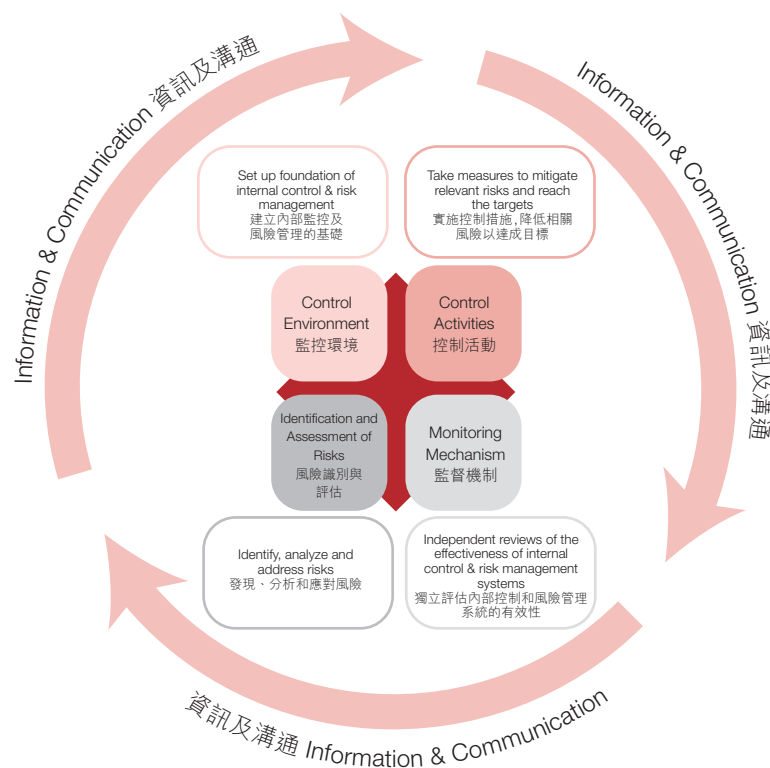 Information & Communication 資訊及溝通
Information & Communication 資訊及溝通
Set up foundation of
internal control & risk
management
建立內部監控及
風險管理的基礎
Take measures to mitigate
relevant risks and reach
the targets
實施控制措施，降低相關
風險以達成目標
Control
Environment
監控環境
Control
Activities
控制活動
Identification and
Assessment of
Risks
風險識別與
評估
Monitoring
Mechanism
監督機制
Identify, analyze and
address risks
發現、分析和應對風險
Independent reviews of the
effectiveness of internal
control & risk management
systems
獨立評估內部控制和風險管理
系統的有效性
資訊及溝通 Information & Communication